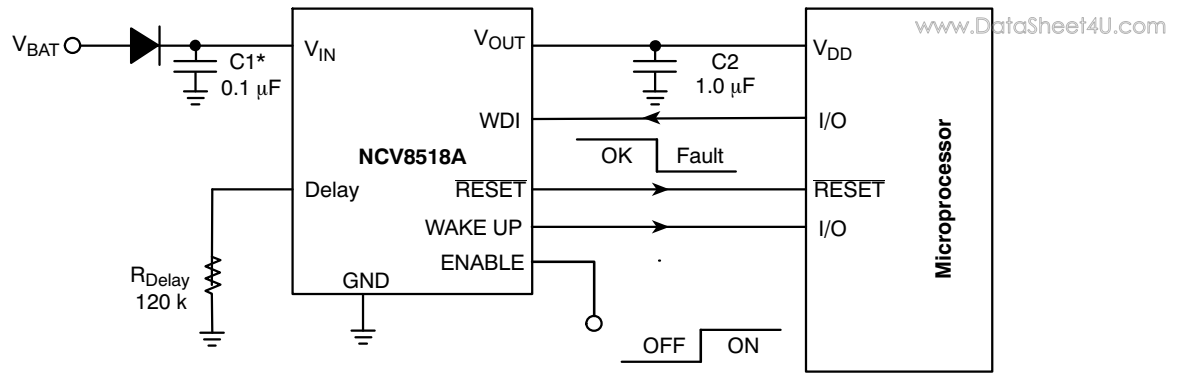 www.DataSheet4U.com
VBAT
C1*
0.1 μF
VIN
VOUT
C2
1.0 μF
VDD
WDI
I/O
NCV8518A
OK
Fault
Delay
RESET
RESET
WAKE UP
I/O
ENABLE
RDelay
120 k
GND
OFF
ON
Microprocessor